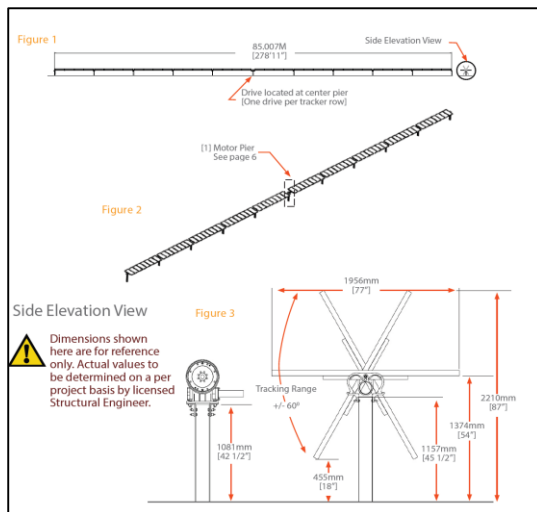 Figure 1
85.007M
[278'11"]
Side Elevation View
Drive located at center pier
[One drive per tracker row]
[1] Motor Pier
See page 6
Figure 2
1956mm
[77"]
Side Elevation View
Figure 3
Dimensions shown
here are for reference
only. Actual values to
be determined on a per
project basis by licensed
Structural Engineer.
Tracking Range
+/- 60º
2210mm
[87"]
1374mm
[54"]
1081mm
[42 1/2"]
1157mm
[45 1/2"]
455mm
[18"]